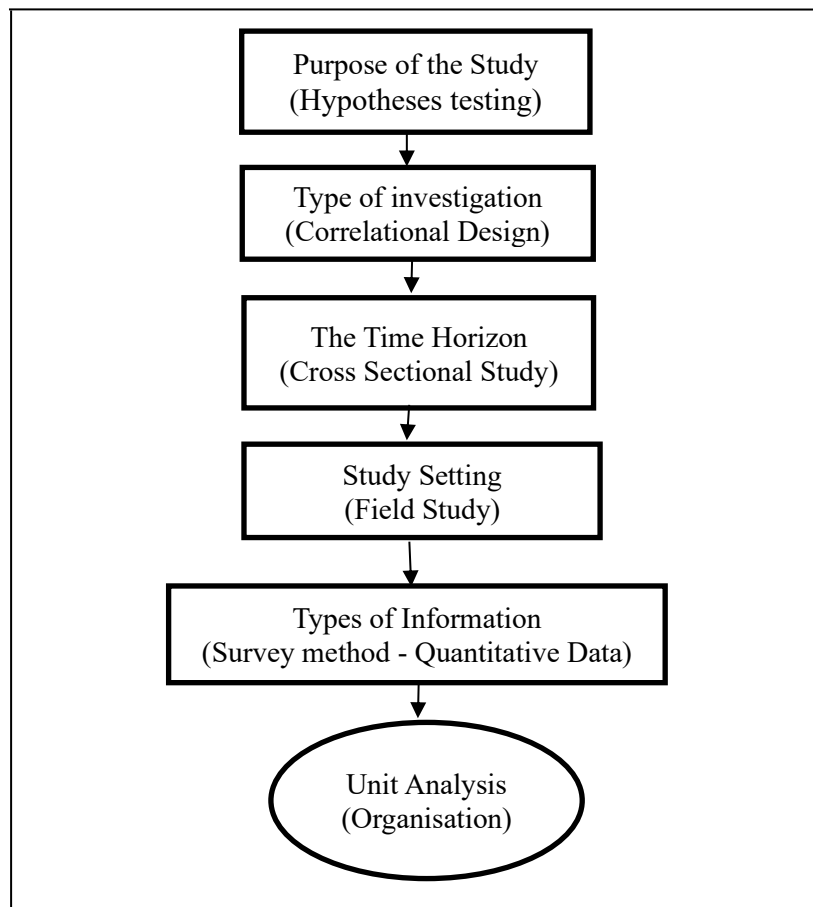 Purpose of the Study
(Hypotheses testing)
Type of investigation
(Correlational Design)
The Time Horizon
(Cross Sectional Study)
Study Setting
(Field Study)
Types of Information
(Survey method - Quantitative Data)
Unit Analysis
(Organisation)